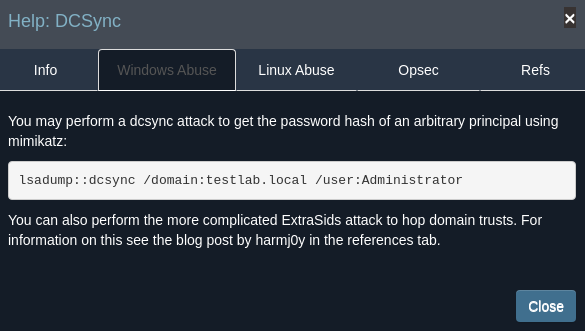 Help: DCSync
×
Info
Windows Abuse
Linux Abuse
Opsec
Refs
You may perform a dcsync attack to get the password hash of an arbitrary principal using
mimikatz:
lsadump::dcsync /domain:testlab.local /user:Administrator
You can also perform the more complicated ExtraSids attack to hop domain trusts. For
information on this see the blog post by harmj0y in the references tab.
Close